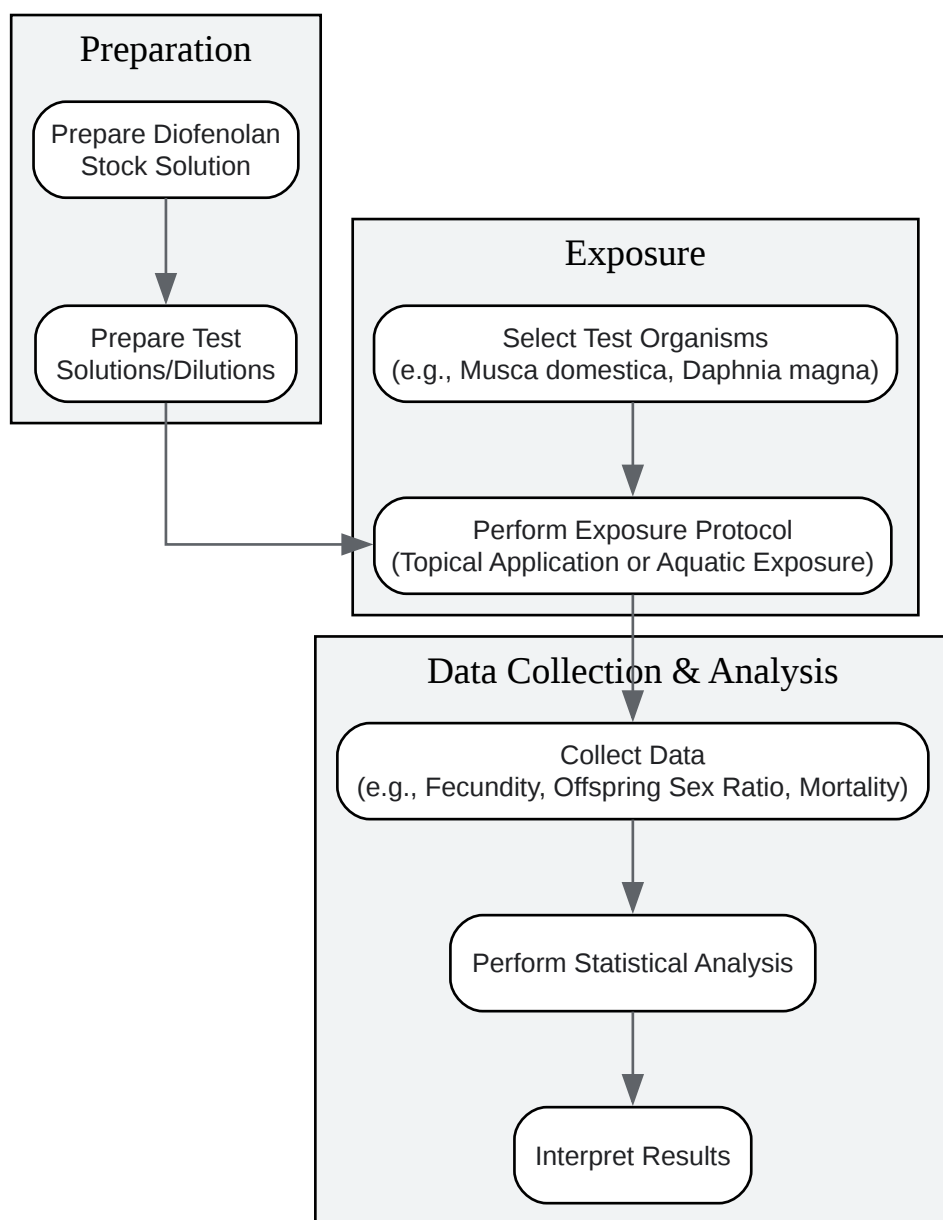 Preparation
Prepare Diofenolan
Stock Solution
Prepare Test
Solutions/Dilutions
Exposure
Select Test Organisms
(e.g., Musca domestica, Daphnia magna)
Perform Exposure Protocol
(Topical Application or Aquatic Exposure)
Data Collection & Analysis
Collect Data
(e.g., Fecundity, Offspring Sex Ratio, Mortality)
Perform Statistical Analysis
Interpret Results